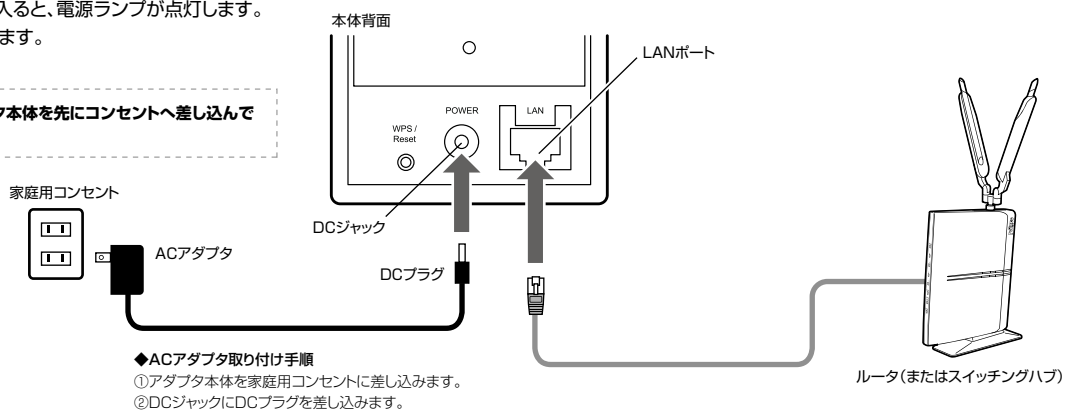 入ると、電源ランプが点灯します。
ます。
本体背面
LANポート
タ本体を先にコンセントへ差し込んで
POWER
LAN
WPS /
Reset
家庭用コンセント
DCジャック
ACアダプタ
DCプラグ
◆ACアダプタ取り付け手順
①アダプタ本体を家庭用コンセントに差し込みます。
②DCジャックにDCプラグを差し込みます。
ルータ（またはスイッチングハブ）